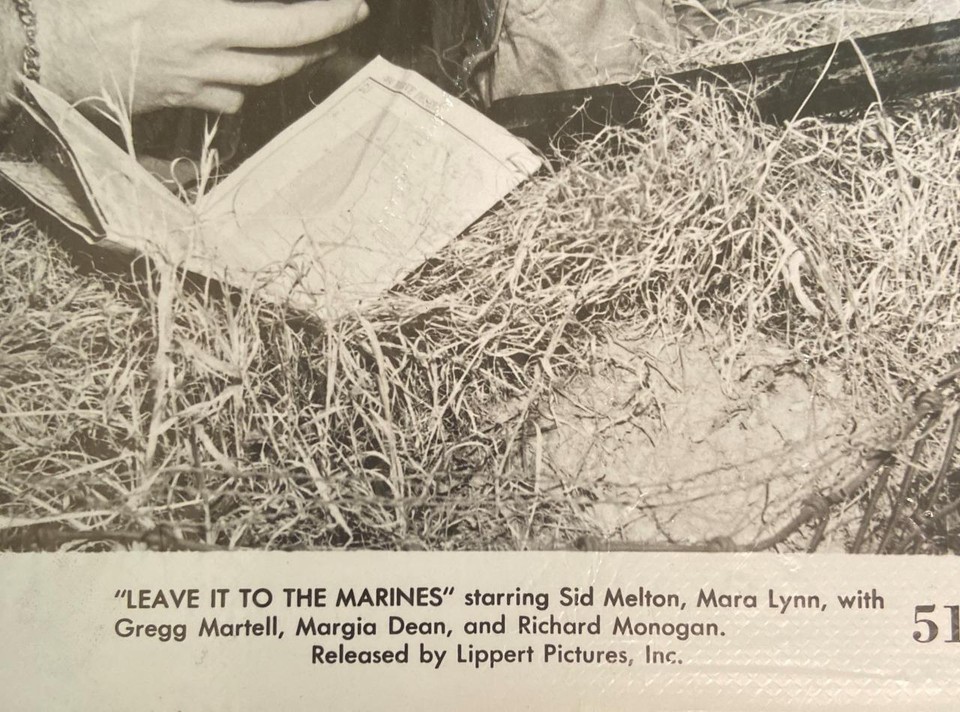 "LEAVE IT TO THE MARINES" starring Sid Melton, Mara Lynn, with
Gregg Martell, Margia Dean, and Richard Monogan.
Released by Lippert Pictures, Inc.
51